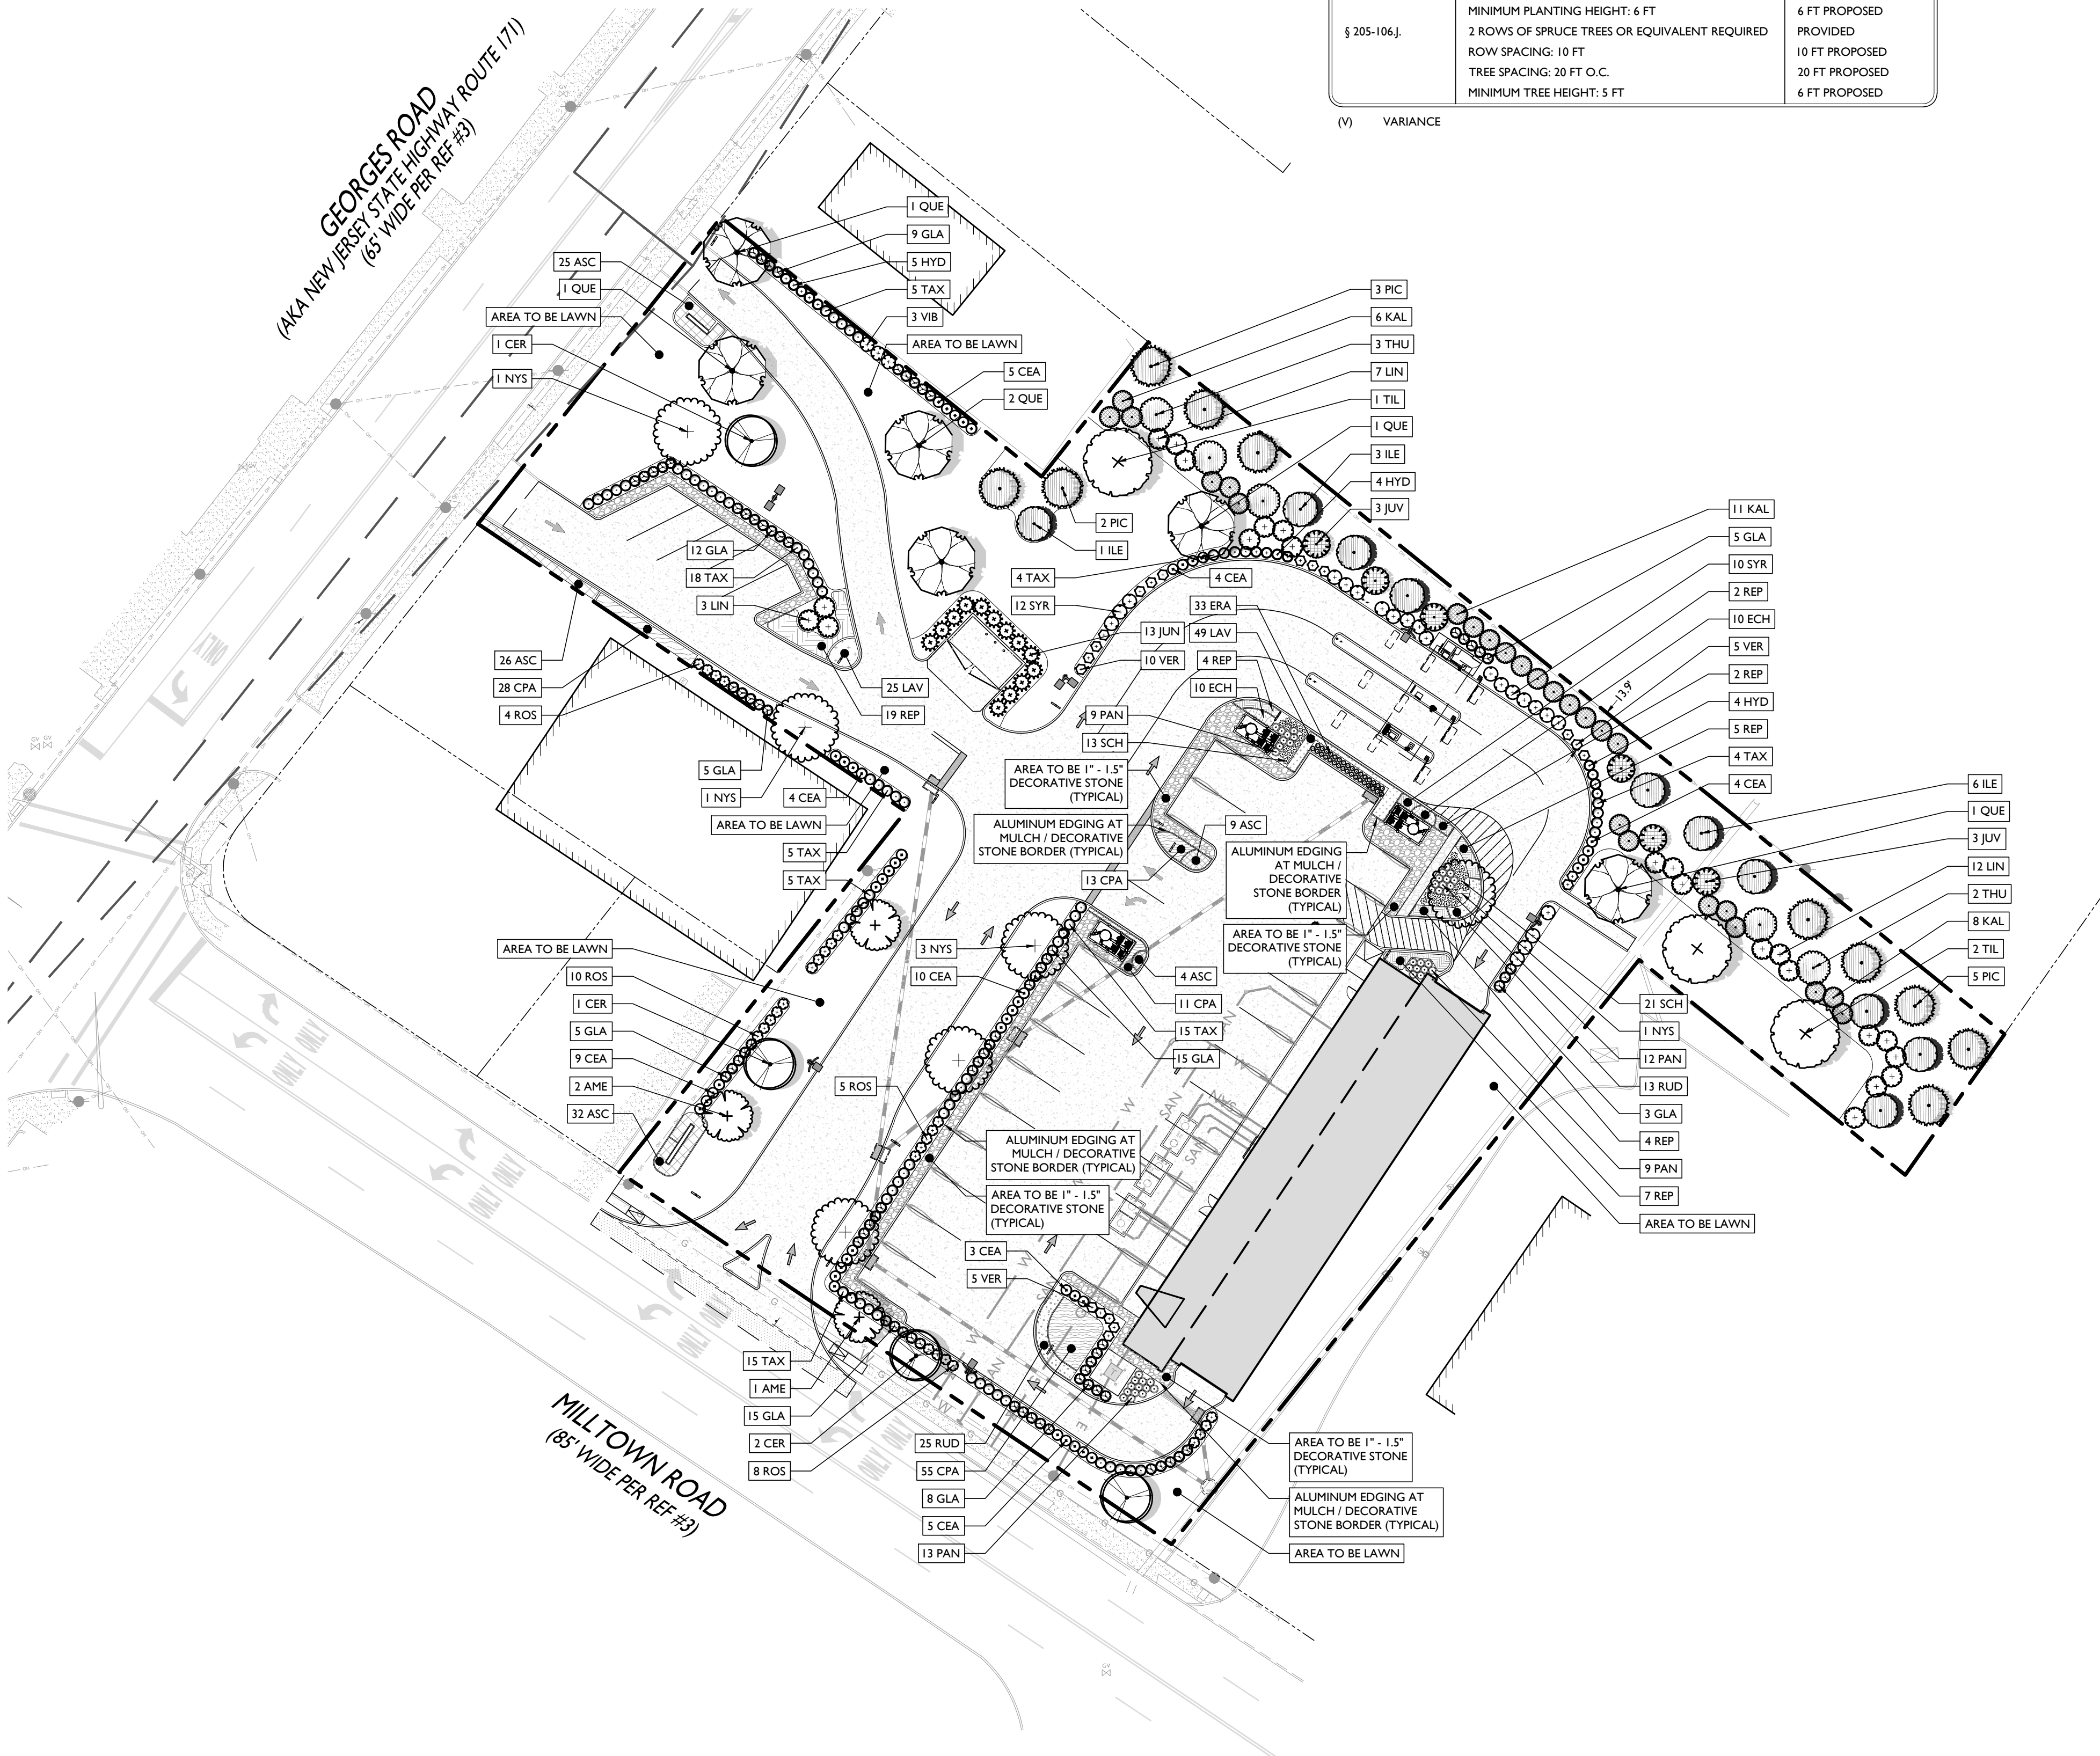 MINIMUM PLANTING HEIGHT: 6 FT
6 FT PROPOSED
§ 205-106.J.
2 ROWS OF SPRUCE TREES OR EQUIVALENT REQUIRED
PROVIDED
ROW SPACING: 10 FT
10 FT PROPOSED
TREE SPACING: 20 FT O.C.
20 FT PROPOSED
MINIMUM TREE HEIGHT: 5 FT
6 FT PROPOSED
(V) VARIANCE
GEORGES ROAD
(AKA NEW JERSEY STATE HIGHWAY ROUTE 171)
(65' WIDE PER REF #3)
1 QUE
9 GLA
5 HYD
5 TAX
3 VIB
AREA TO BE LAWN
5 CEA
2 QUE
25 ASC
1 QUE
AREA TO BE LAWN
1 CER
1 NYS
3 PIC
6 KAL
3 THU
7 LIN
1 TIL
1 QUE
3 ILE
4 HYD
3 JUV
2 PIC
1 ILE
12 GLA
18 TAX
3 LIN
4 TAX
12 SYR
4 CEA
33 ERA
13 JUN
49 LAV
10 VER
4 REP
10 ECH
9 PAN
13 SCH
AREA TO BE 1" - 1.5"
DECORATIVE STONE
(TYPICAL)
ALUMINUM EDGING AT
MULCH / DECORATIVE
STONE BORDER (TYPICAL)
13 CPA
9 ASC
ALUMINUM EDGING
AT MULCH /
DECORATIVE
STONE BORDER
(TYPICAL)
AREA TO BE 1" - 1.5"
DECORATIVE STONE
(TYPICAL)
11 KAL
5 GLA
10 SYR
2 REP
10 ECH
5 VER
2 REP
4 HYD
5 REP
4 TAX
4 CEA
13.9'
6 ILE
1 QUE
3 JUV
12 LIN
2 THU
8 KAL
2 TIL
5 PIC
26 ASC
28 CPA
4 ROS
25 LAV
19 REP
5 GLA
1 NYS
4 CEA
AREA TO BE LAWN
5 TAX
5 TAX
AREA TO BE LAWN
10 ROS
1 CER
5 GLA
9 CEA
2 AME
32 ASC
3 NYS
10 CEA
5 ROS
4 ASC
11 CPA
15 TAX
15 GLA
ALUMINUM EDGING AT
MULCH / DECORATIVE
STONE BORDER (TYPICAL)
AREA TO BE 1" - 1.5"
DECORATIVE STONE
(TYPICAL)
3 CEA
5 VER
21 SCH
1 NYS
12 PAN
13 RUD
3 GLA
4 REP
9 PAN
7 REP
AREA TO BE LAWN
15 TAX
1 AME
15 GLA
2 CER
8 ROS
25 RUD
55 CPA
8 GLA
5 CEA
13 PAN
AREA TO BE 1" - 1.5"
DECORATIVE STONE
(TYPICAL)
ALUMINUM EDGING AT
MULCH / DECORATIVE
STONE BORDER (TYPICAL)
AREA TO BE LAWN
MILLTOWN ROAD
(85' WIDE PER REF #3)
ONLY
ONLY ONLY
ONLY ONLY
ONLY ONLY
ONLY ONLY
GV
GV
GV GV
GV
W
SAN
W
SAN
SAN
W
SAN
W
G
E